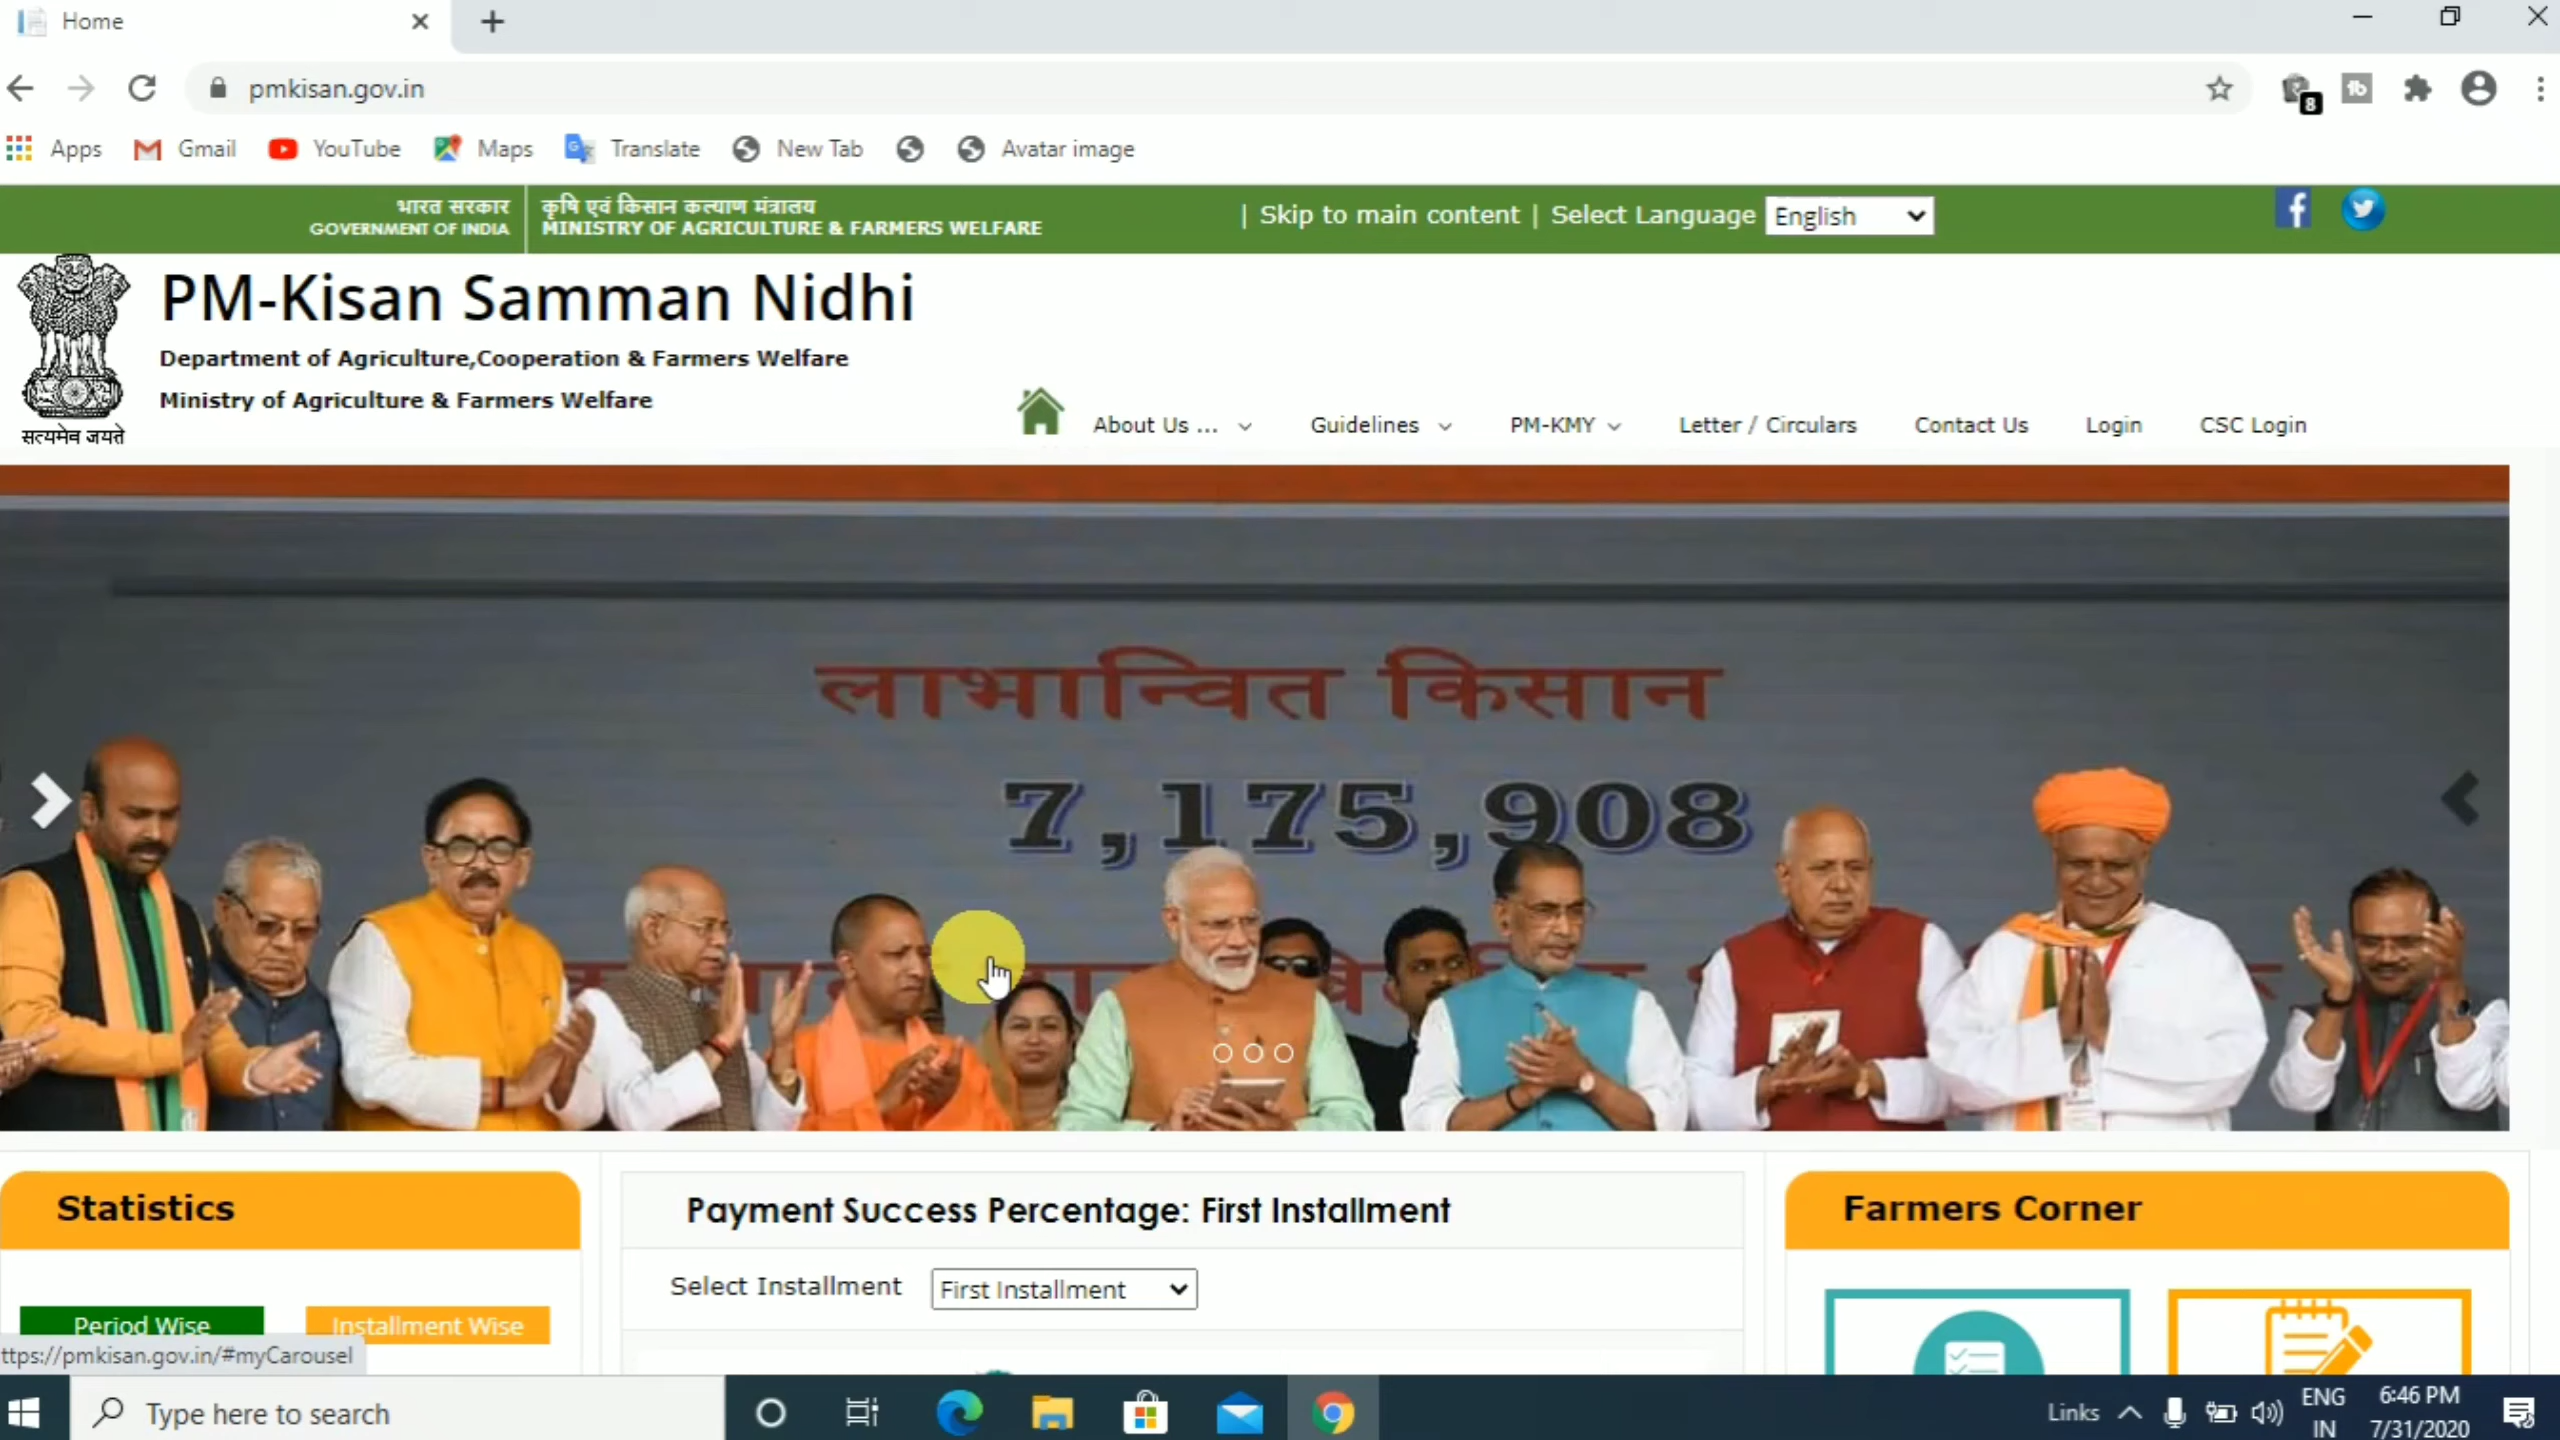 Home
pmkisan.gov.in
8
Apps Gmail YouTube Maps Translate New Tab Avatar image
भारत सरकार
GOVERNMENT OF INDIA
कृषि एवं किसान कल्याण मंत्रालय
MINISTRY OF AGRICULTURE & FARMERS WELFARE
| Skip to main content | Select Language English
PM-Kisan Samman Nidhi
Department of Agriculture,Cooperation & Farmers Welfare
Ministry of Agriculture & Farmers Welfare
सत्यमेव जयते
About Us ... Guidelines PM-KMY Letter / Circulars Contact Us Login CSC Login
लाभान्वित किसान
7,175,908
Statistics
Period Wise Installment Wise
Payment Success Percentage: First Installment
Select Installment First Installment
Farmers Corner
ttps://pmkisan.gov.in/#myCarousel
Type here to search
Links
ENG
IN
6:46 PM
7/31/2020